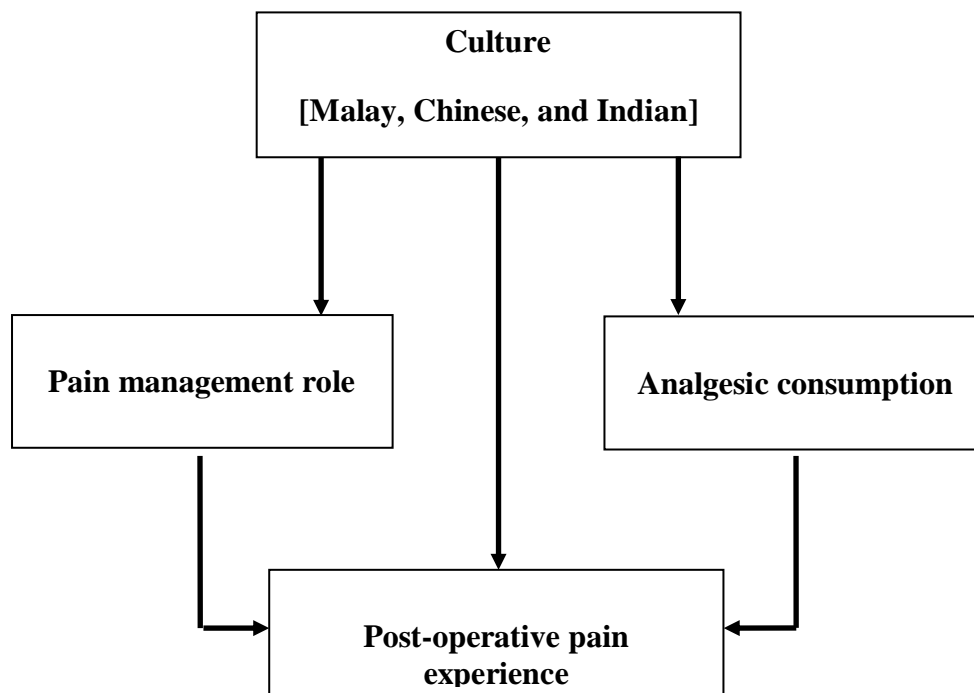 Culture
[Malay, Chinese, and Indian]
Pain management role
Analgesic consumption
Post-operative pain
experience